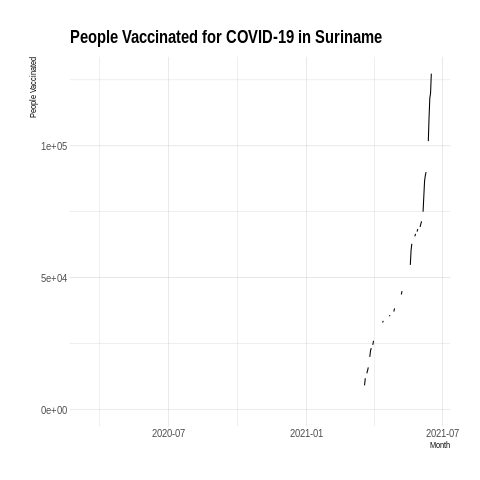 People Vaccinated for COVID-19 in Suriname
People Vaccinated
1e+05
5e+04
0e+00
2020-07 2021-01 2021-07
Month